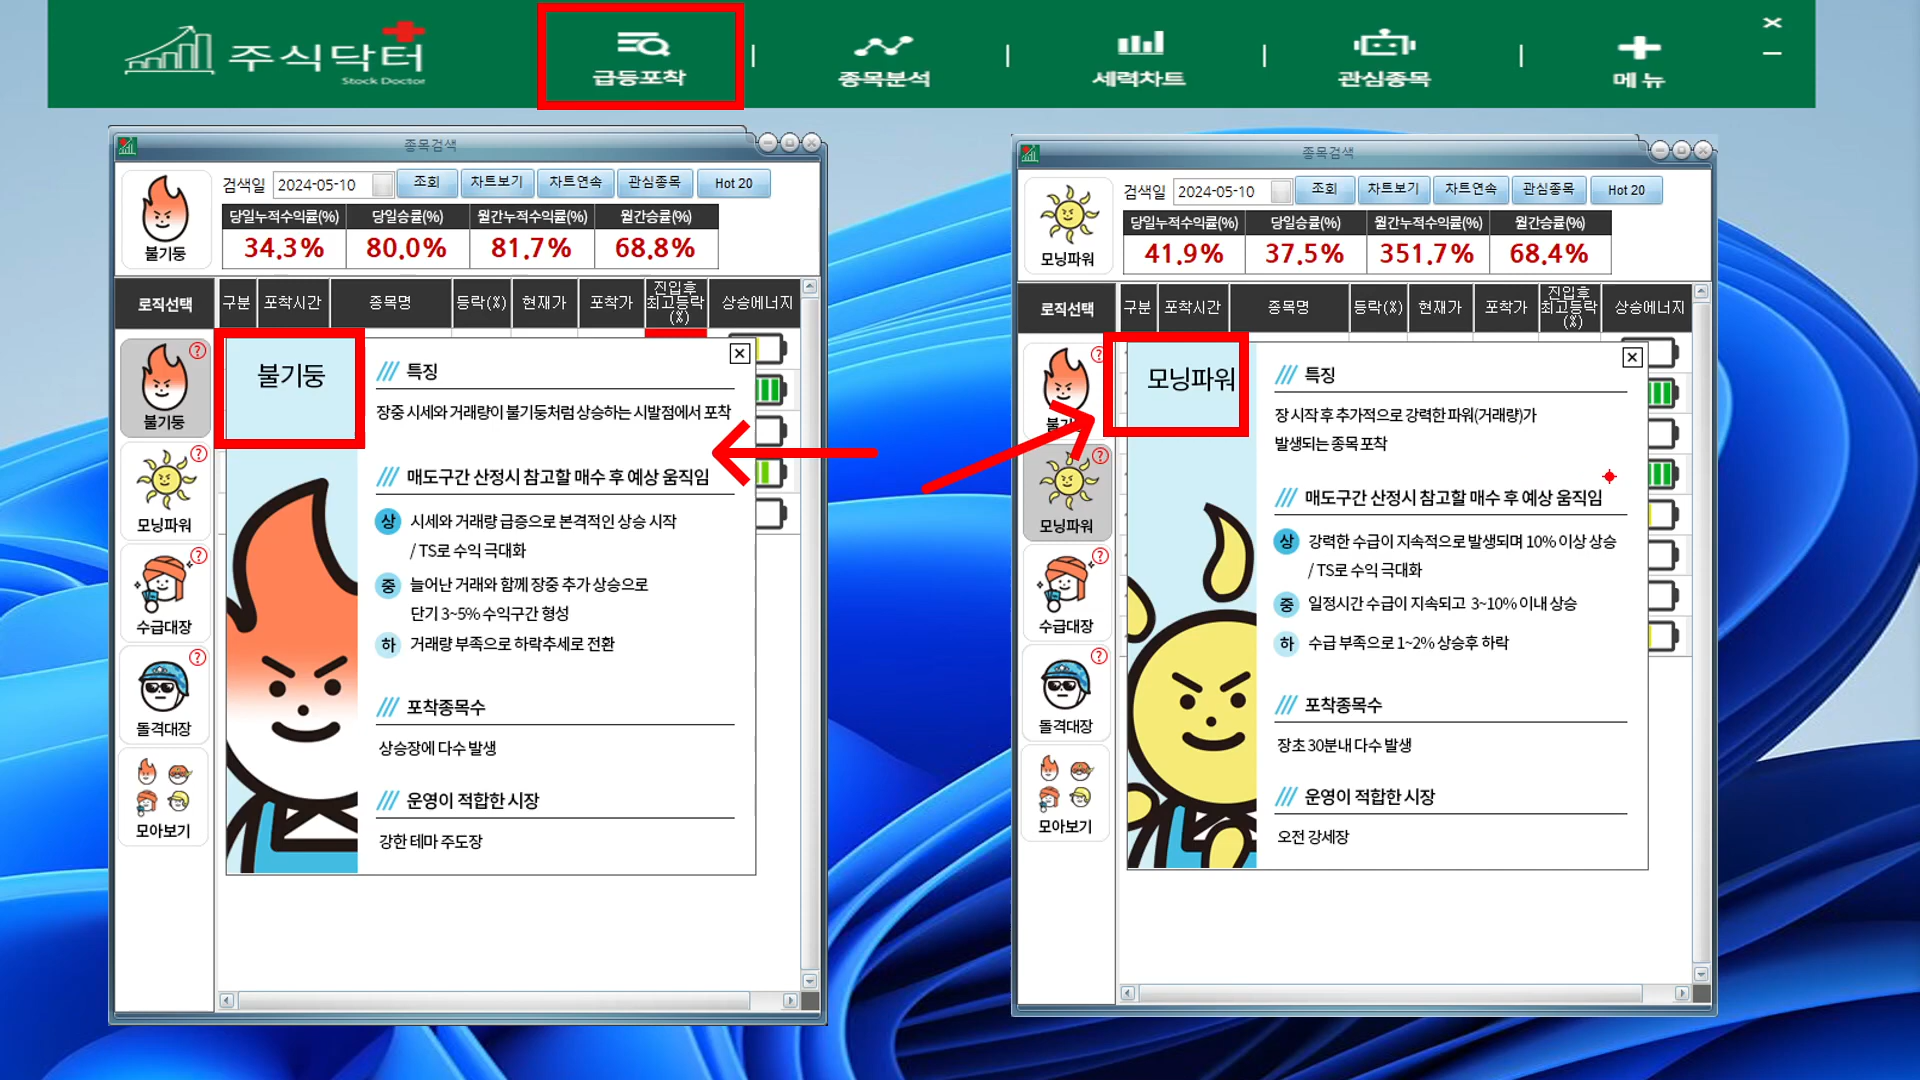 주식닥터
Stock Doctor
급등포착
종목분석
세력차트
관심종목
메뉴
종목검색
불기둥
검색일 2024-05-10 조회 차트보기 차트연속 관심종목 Hot 20
당일누적수익률(%) 당일승률(%) 월간누적수익률(%) 월간승률(%)
34.3% 80.0% 81.7% 68.8%
로직선택 구분 포착시간 종목명 등락(%) 현재가 포착가 진입후 최고등락 (%) 상승에너지
불기둥
모닝파워
수급대장
돌격대장
모아보기
불기둥
/// 특징
장중 시세와 거래량이 불기둥처럼 상승하는 시발점에서 포착
/// 매도구간 산정시 참고할 매수 후 예상 움직임
상 시세와 거래량 급증으로 본격적인 상승 시작
/ TS로 수익 극대화
중 늘어난 거래와 함께 장중 추가 상승으로
단기 3~5% 수익구간 형성
하 거래량 부족으로 하락추세로 전환
/// 포착종목수
상승장에 다수 발생
/// 운영이 적합한 시장
강한 테마 주도장
종목검색
모닝파워
검색일 2024-05-10 조회 차트보기 차트연속 관심종목 Hot 20
당일누적수익률(%) 당일승률(%) 월간누적수익률(%) 월간승률(%)
41.9% 37.5% 351.7% 68.4%
로직선택 구분 포착시간 종목명 등락(%) 현재가 포착가 진입후 최고등락 (%) 상승에너지
모닝파워
수급대장
돌격대장
모아보기
모닝파워
/// 특징
장 시작 후 추가적으로 강력한 파워(거래량)가
발생되는 종목 포착
/// 매도구간 산정시 참고할 매수 후 예상 움직임
상 강력한 수급이 지속적으로 발생되며 10% 이상 상승
/ TS로 수익 극대화
중 일정시간 수급이 지속되고 3~10% 이내 상승
하 수급 부족으로 1~2% 상승후 하락
/// 포착종목수
장초 30분내 다수 발생
/// 운영이 적합한 시장
오전 강세장